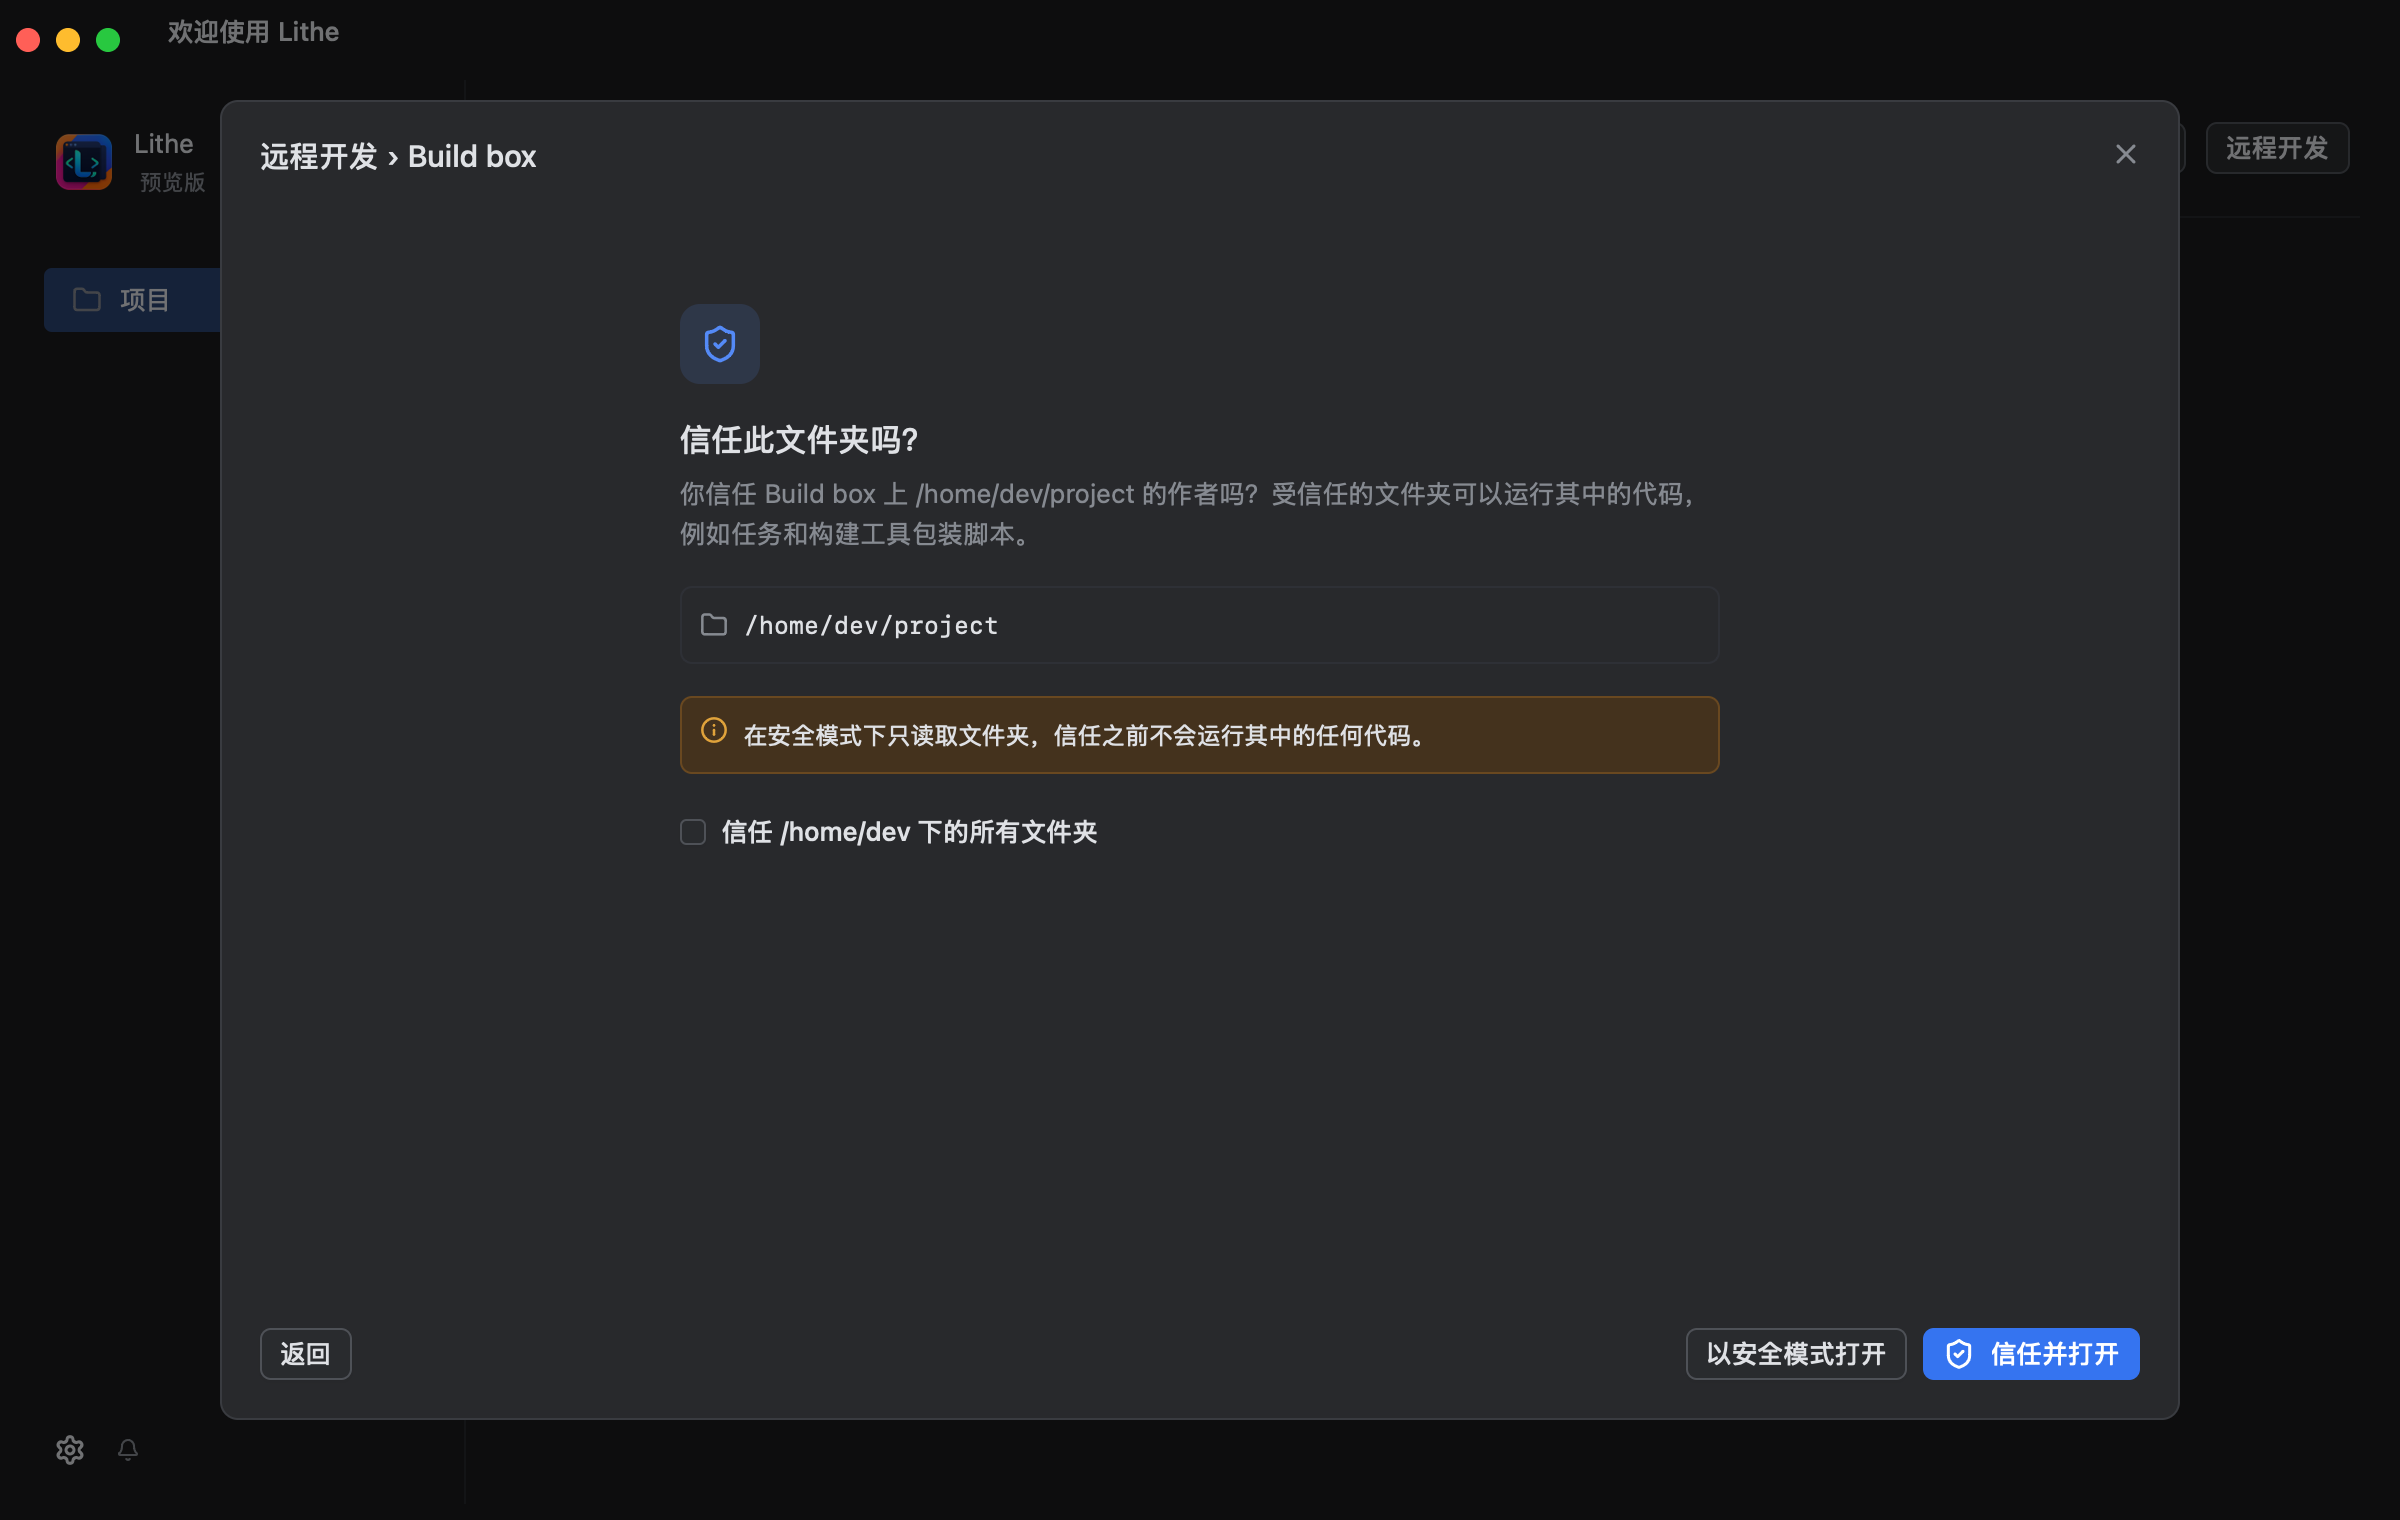 欢迎使用 Lithe
Lithe
预览版
远程开发
项目
远程开发 › Build box
信任此文件夹吗？
你信任 Build box 上 /home/dev/project 的作者吗？受信任的文件夹可以运行其中的代码，
例如任务和构建工具包装脚本。
/home/dev/project
在安全模式下只读取文件夹，信任之前不会运行其中的任何代码。
信任 /home/dev 下的所有文件夹
返回
以安全模式打开
信任并打开